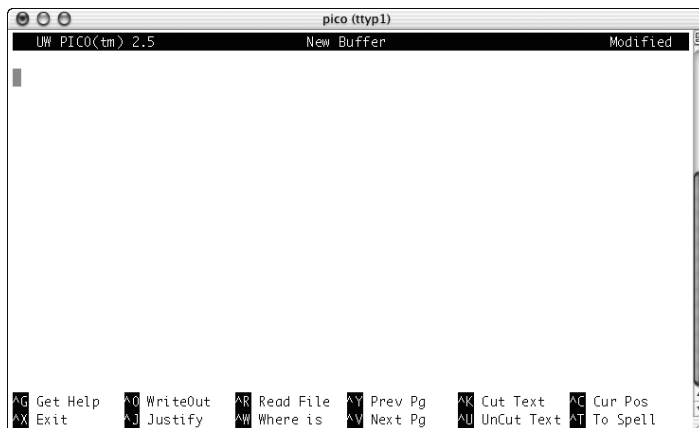 pico (ttyp1)
UW PICO(tm) 2.5 New Buffer Modified
^G Get Help ^O WriteOut ^R Read File ^Y Prev Pg ^K Cut Text ^C Cur Pos
^X Exit ^J Justify ^W Where is ^V Next Pg ^U UnCut Text ^T To Spell